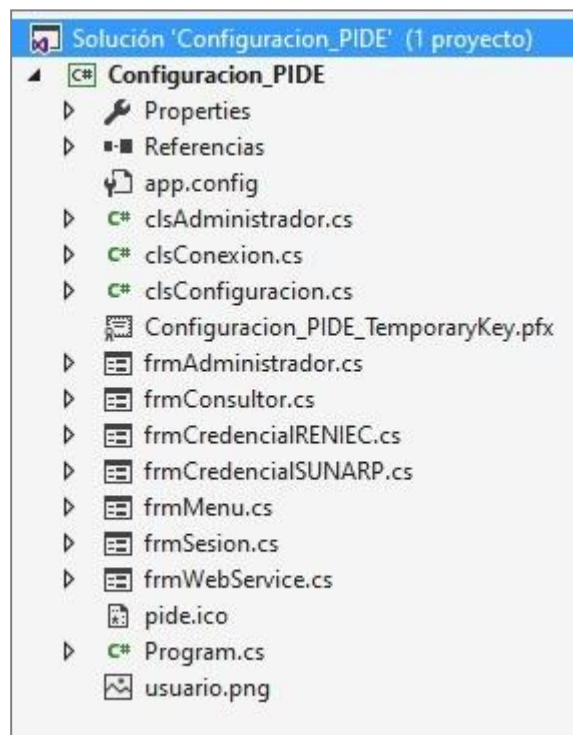 Solución 'Configuracion_PIDE' (1 proyecto)
C# Configuracion_PIDE
Properties
Referencias
app.config
C# clsAdministrador.cs
C# clsConexion.cs
C# clsConfiguracion.cs
Configuracion_PIDE_TemporaryKey.pfx
frmAdministrador.cs
frmConsultor.cs
frmCredencialRENIEC.cs
frmCredencialSUNARP.cs
frmMenu.cs
frmSesion.cs
frmWebService.cs
pide.ico
C# Program.cs
usuario.png